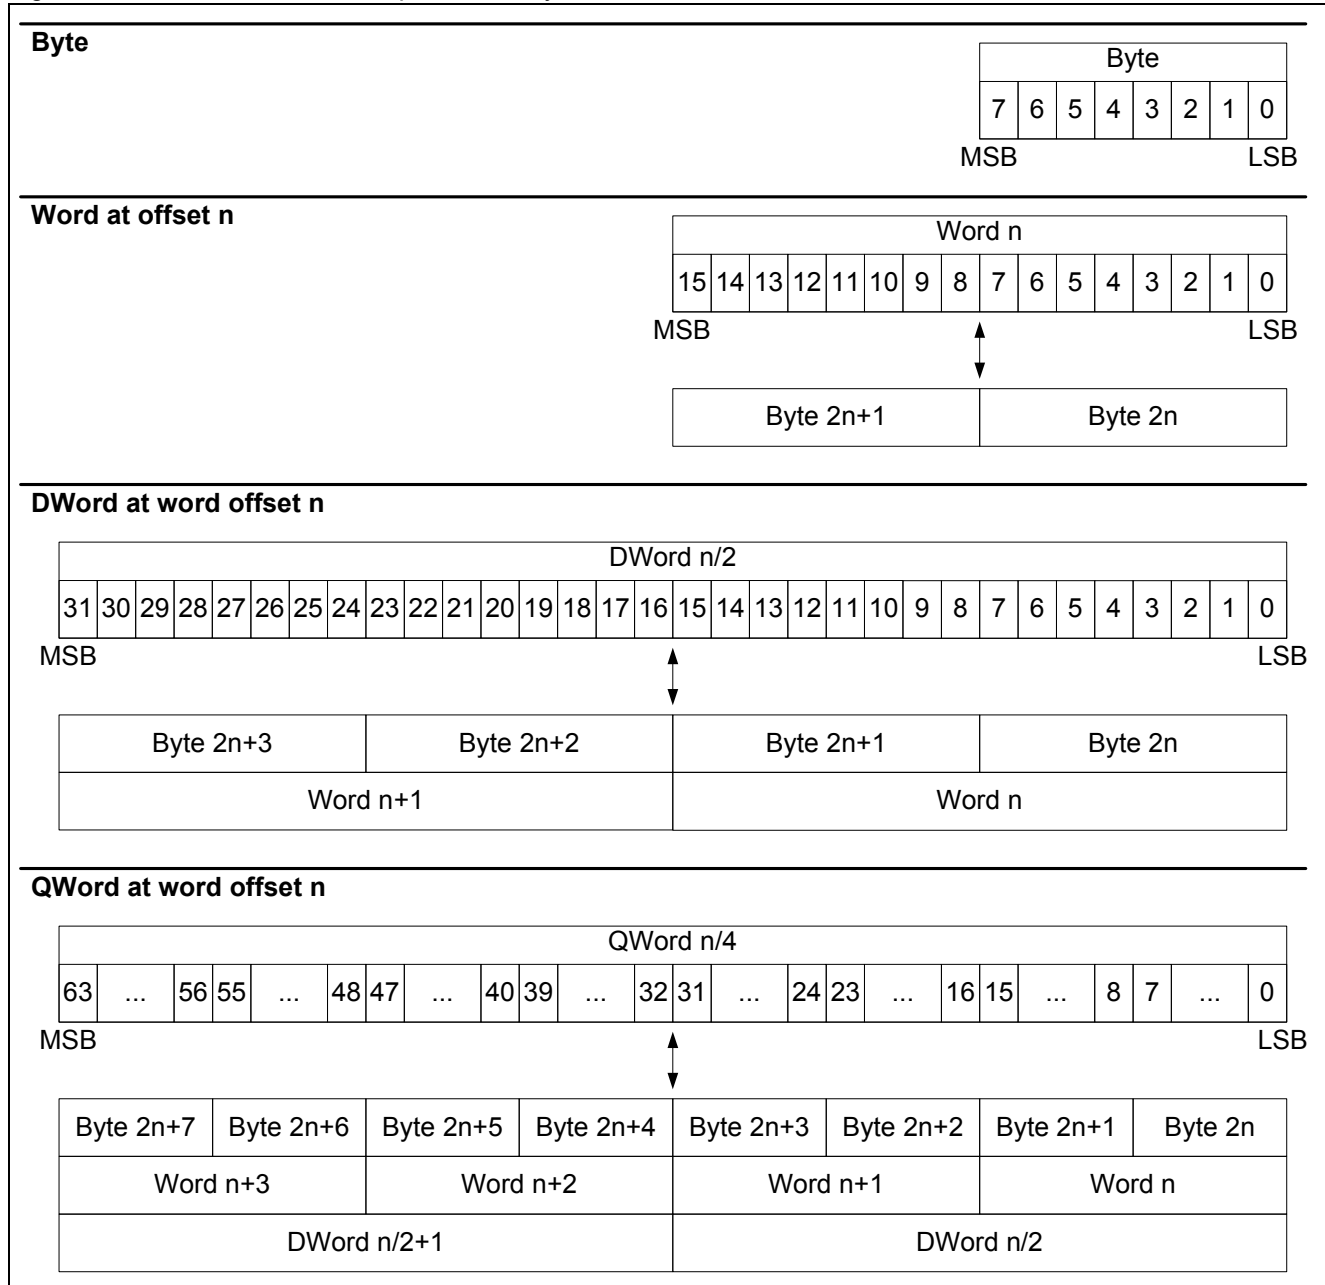 Byte
Byte
7 6 5 4 3 2 1 0
MSB LSB
Word at offset n
Word n
15 14 13 12 11 10 9 8 7 6 5 4 3 2 1 0
MSB LSB
Byte 2n+1 Byte 2n
DWord at word offset n
DWord n/2
31 30 29 28 27 26 25 24 23 22 21 20 19 18 17 16 15 14 13 12 11 10 9 8 7 6 5 4 3 2 1 0
MSB LSB
Byte 2n+3 Byte 2n+2 Byte 2n+1 Byte 2n
Word n+1 Word n
QWord at word offset n
QWord n/4
63 ... 56 55 ... 48 47 ... 40 39 ... 32 31 ... 24 23 ... 16 15 ... 8 7 ... 0
MSB LSB
Byte 2n+7 Byte 2n+6 Byte 2n+5 Byte 2n+4 Byte 2n+3 Byte 2n+2 Byte 2n+1 Byte 2n
Word n+3 Word n+2 Word n+1 Word n
DWord n/2+1 DWord n/2